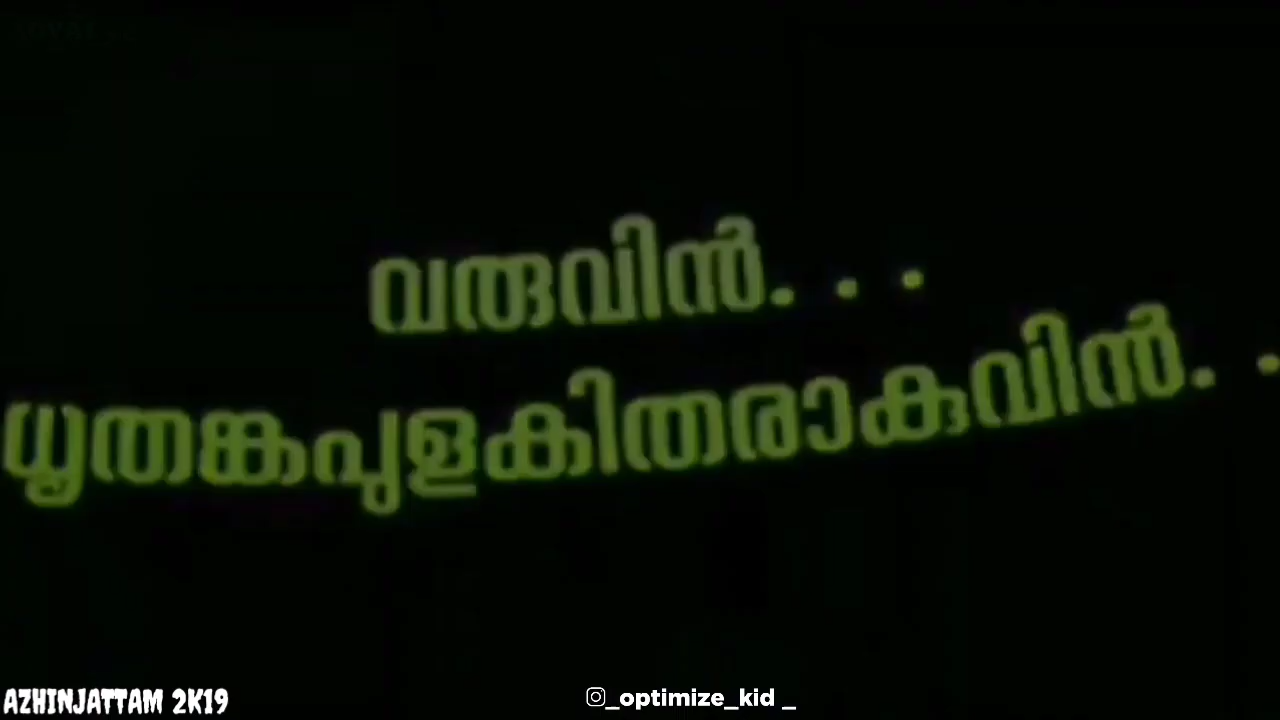 വരുവിൻ. . .
ധൃതങ്കപുളകിതരാകുവിൻ. .
AZHINJATTAM 2K19
_optimize_kid _